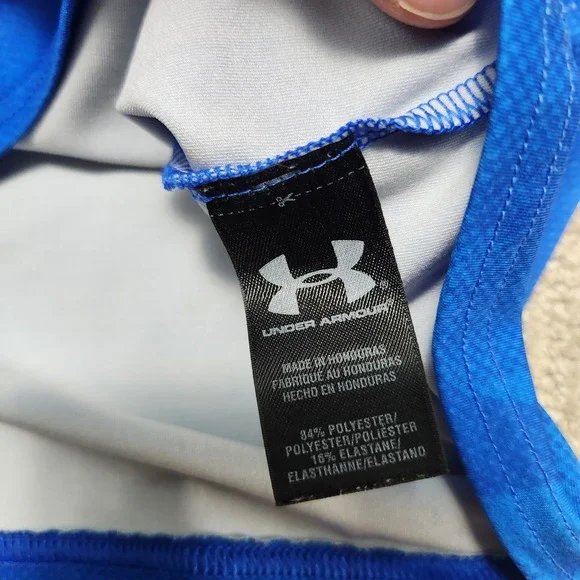 UNDER ARMOUR
®
MADE IN HONDURAS
FABRIQUÉ AU HONDURAS
HECHO EN HONDURAS
84% POLYESTER/
POLYESTER/POLIÉSTER
16% ELASTANE/
ELASTHANNE/ELASTANO